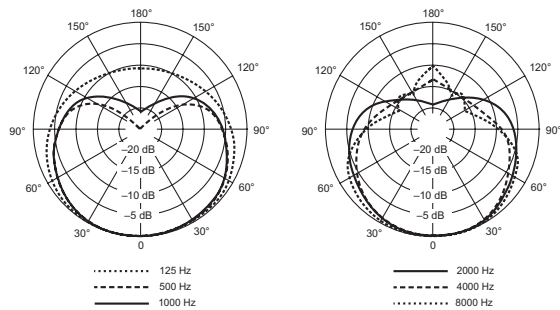 180°
150° 150°
120° 120°
90° 90°
60° 60°
30° 30°
0
–20 dB
–15 dB
–10 dB
–5 dB
125 Hz
500 Hz
1000 Hz
180°
150° 150°
120° 120°
90° 90°
60° 60°
30° 30°
0
–20 dB
–15 dB
–10 dB
–5 dB
2000 Hz
4000 Hz
8000 Hz